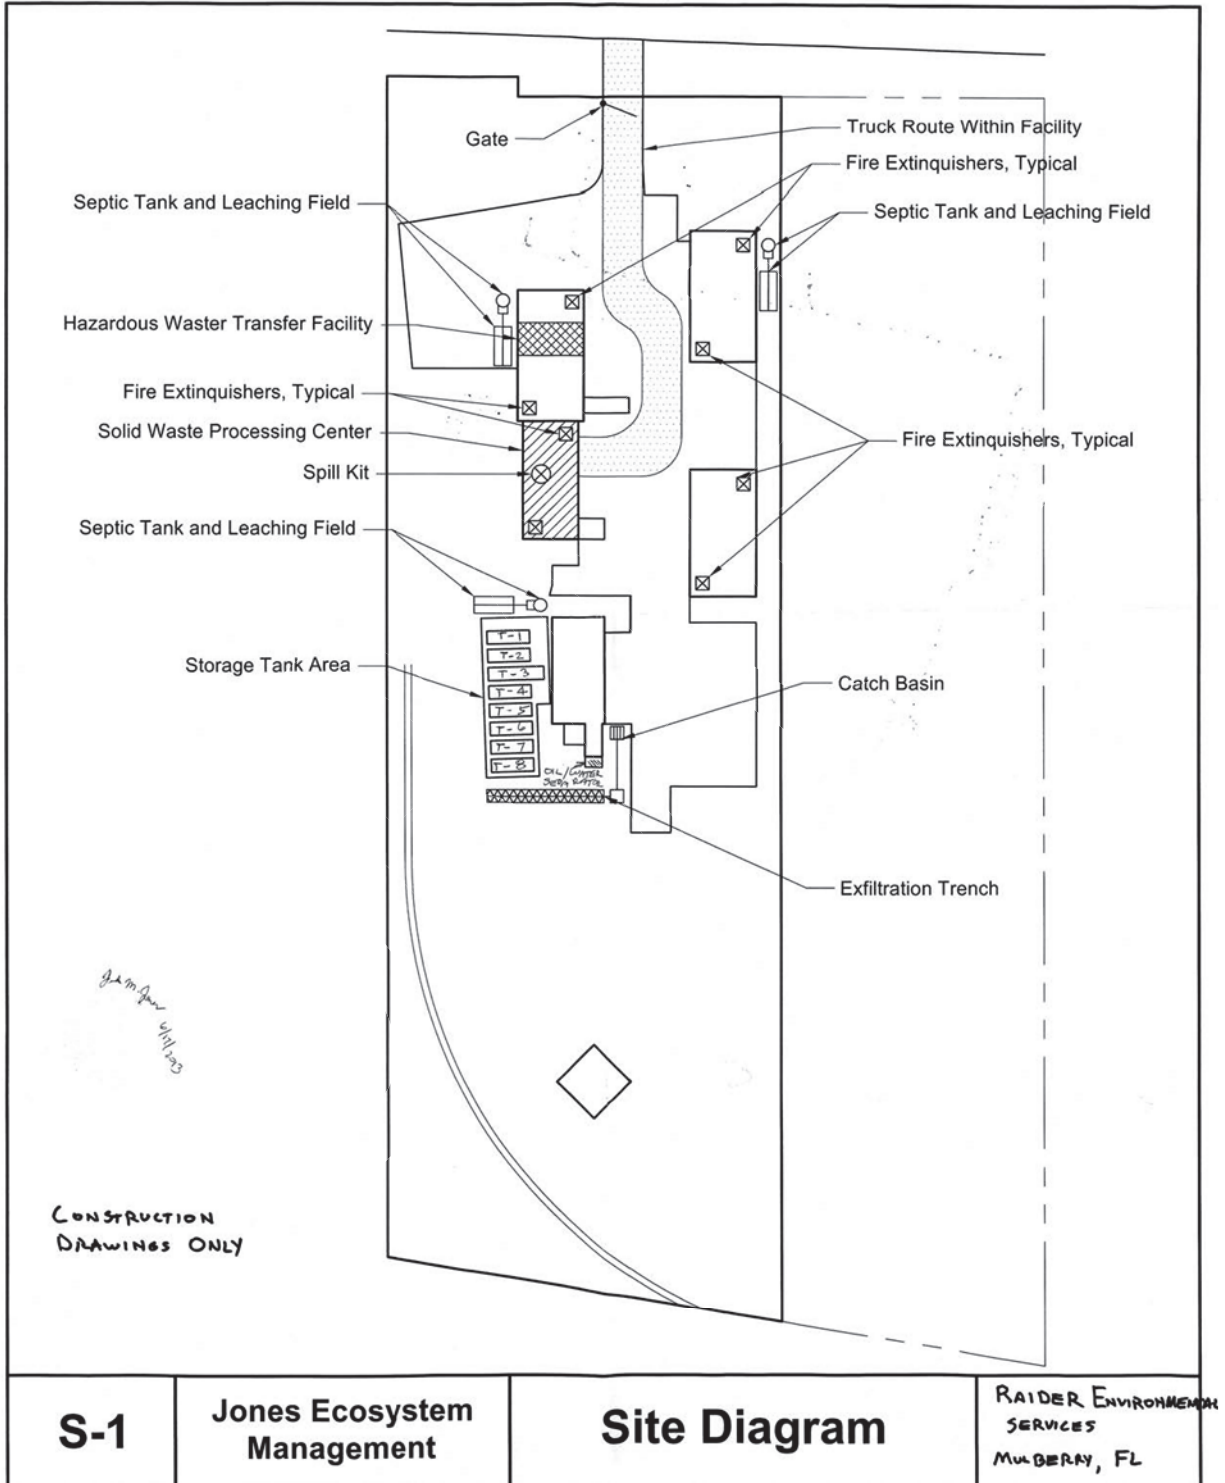 Gate
Truck Route Within Facility
Fire Extinquishers, Typical
Septic Tank and Leaching Field
Septic Tank and Leaching Field
Hazardous Waster Transfer Facility
Fire Extinquishers, Typical
Solid Waste Processing Center
Fire Extinquishers, Typical
Spill Kit
Septic Tank and Leaching Field
T-1
T-2
Storage Tank Area
T-3
T-4
Catch Basin
T-5
T-6
T-7
T-8
OIL/WATER
Exfiltration Trench
CONSTRUCTION
DRAWINGS ONLY
S-1
Jones Ecosystem
Management
Site Diagram
RAIDER ENVIRONMENTAL
SERVICES
MULBERRY, FL